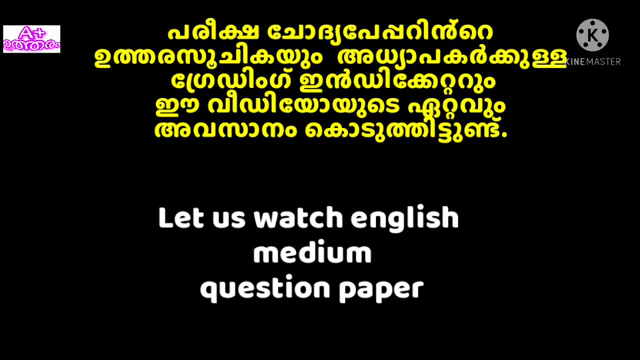 A+
ഉത്തരം
പരീക്ഷ ചോദ്യപേപ്പറിൻ്റെ
ഉത്തരസൂചികയും അധ്യാപകർക്കുള്ള
ഗ്രേഡിംഗ് ഇൻഡിക്കേറ്ററും
ഈ വീഡിയോയുടെ ഏറ്റവും
അവസാനം കൊടുത്തിട്ടുണ്ട്.
K
KINEMASTER
Let us watch english
medium
question paper